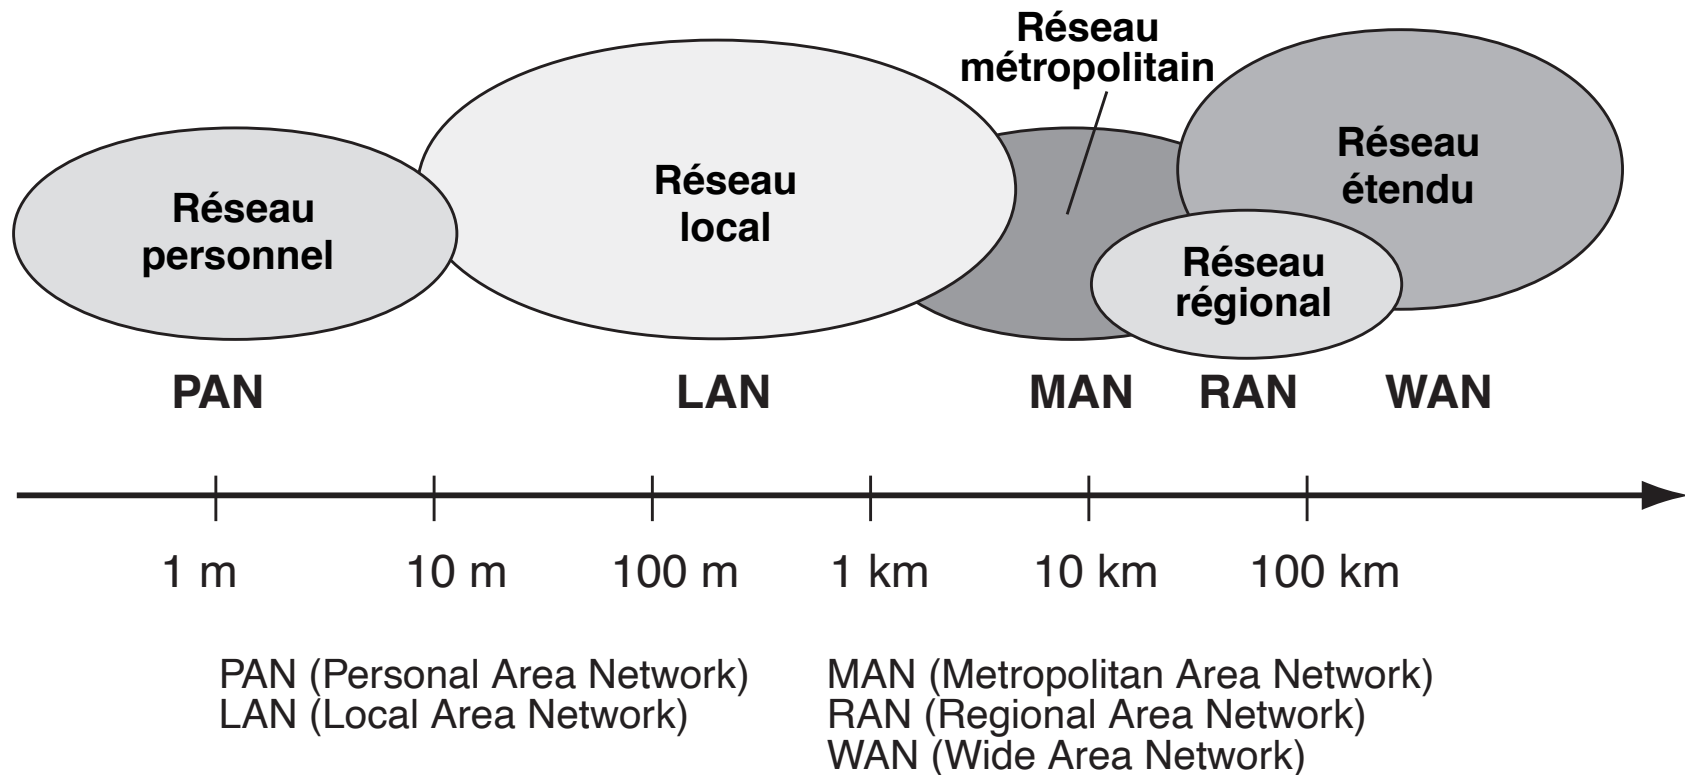 Réseau
métropolitain
Réseau
étendu
Réseau
local
Réseau
personnel
Réseau
régional
PAN LAN MAN RAN WAN
1 m 10 m 100 m 1 km 10 km 100 km
PAN (Personal Area Network)
LAN (Local Area Network)
MAN (Metropolitan Area Network)
RAN (Regional Area Network)
WAN (Wide Area Network)